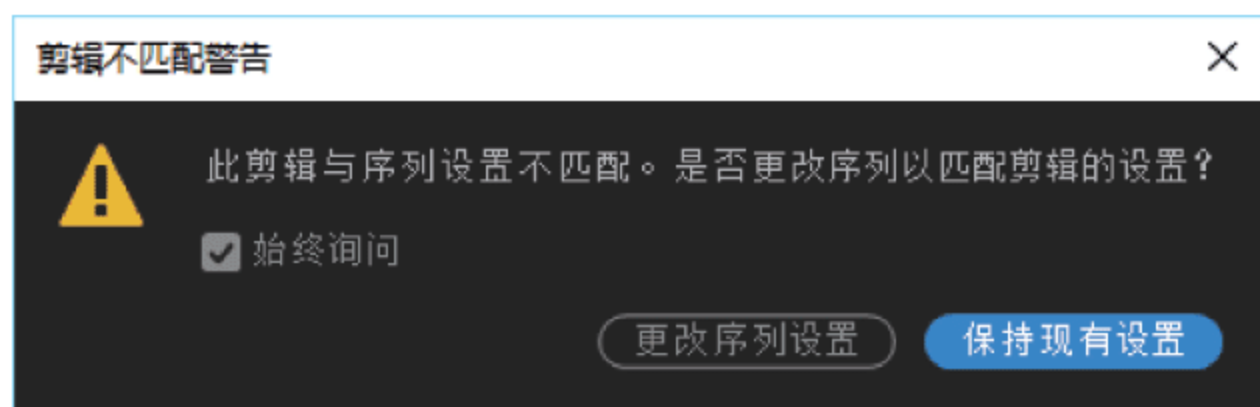 剪辑不匹配警告
此剪辑与序列设置不匹配。是否更改序列以匹配剪辑的设置?
始终询问
更改序列设置
保持现有设置